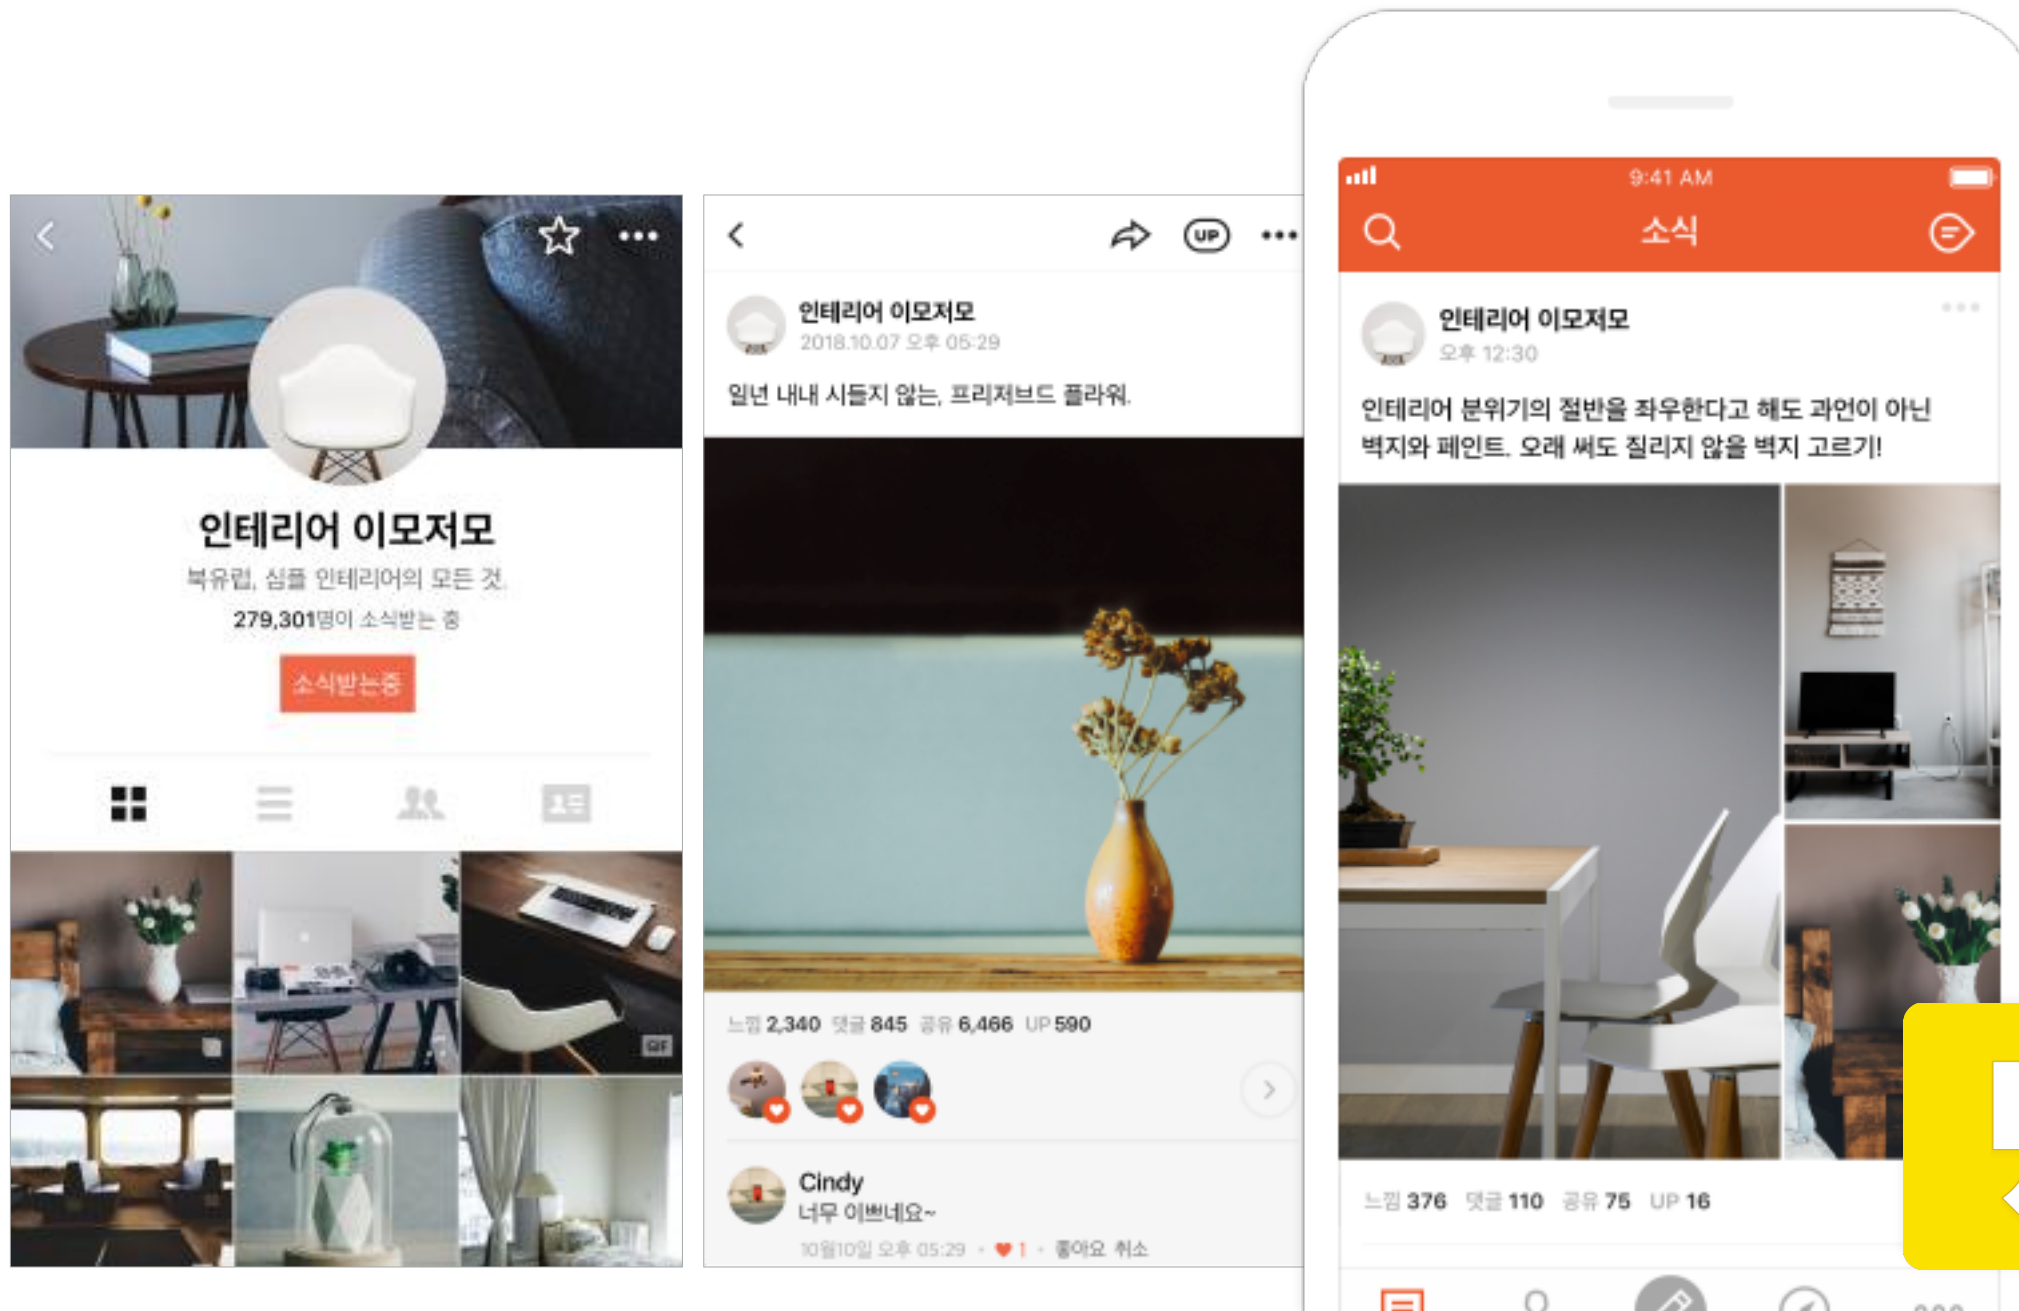 인테리어 이모저모
북유럽, 심플 인테리어의 모든 것.
279,301명이 소식받는 중
소식받는중
GIF
UP
인테리어 이모저모
2018.10.07 오후 05:29
일년 내내 시들지 않는, 프리저브드 플라워.
느낌 2,340 댓글 845 공유 6,466 UP 590
Cindy
너무 이쁘네요~
10월10일 오후 05:29 • 1 • 좋아요 취소
9:41 AM
소식
인테리어 이모저모
오후 12:30
인테리어 분위기의 절반을 좌우한다고 해도 과언이 아닌
벽지와 페인트. 오래 써도 질리지 않을 벽지 고르기!
느낌 376 댓글 110 공유 75 UP 16